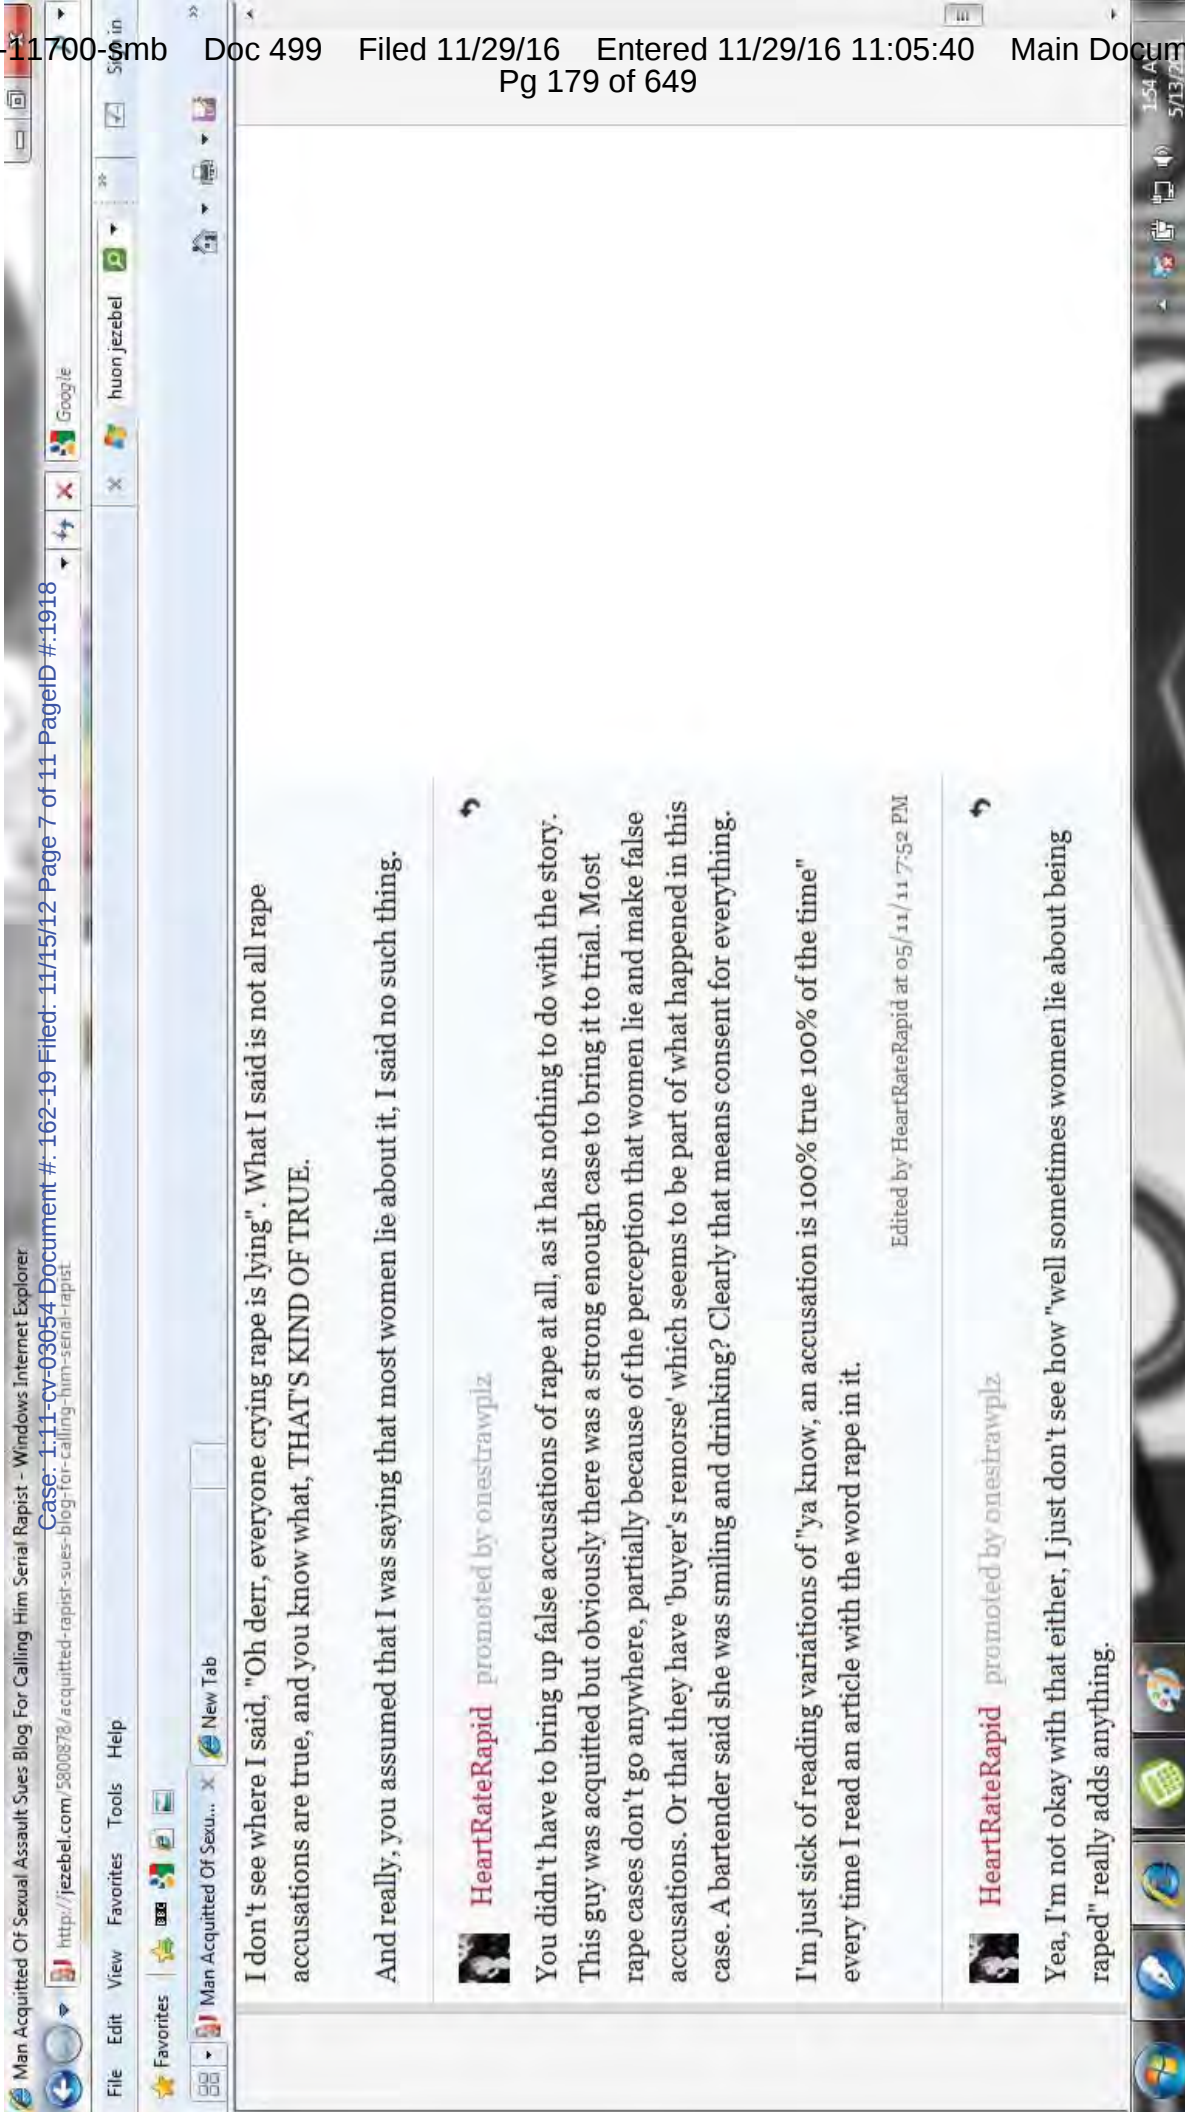 -11700-smb Doc 499 Filed 11/29/16 Entered 11/29/16 11:05:40 Main Docum
Pg 179 of 649
Man Acquitted Of Sexual Assault Sues Blog For Calling Him Serial Rapist - Windows Internet Explorer
Case: 1:11-cv-03054 Document #: 162-19 Filed: 11/15/12 Page 7 of 11 PageID #:1918
http://jezebel.com/5800878/acquitted-rapist-sues-blog-for-calling-him-serial-rapist
Google
File Edit View Favorites Tools Help
huon jezebel
Sign in
Favorites
BBC
Man Acquitted Of Sexu...
New Tab
I don't see where I said, "Oh derr, everyone crying rape is lying". What I said is not all rape
accusations are true, and you know what, THAT'S KIND OF TRUE.
And really, you assumed that I was saying that most women lie about it, I said no such thing.
HeartRateRapid promoted by onestrawplz
You didn't have to bring up false accusations of rape at all, as it has nothing to do with the story.
This guy was acquitted but obviously there was a strong enough case to bring it to trial. Most
rape cases don't go anywhere, partially because of the perception that women lie and make false
accusations. Or that they have 'buyer's remorse' which seems to be part of what happened in this
case. A bartender said she was smiling and drinking? Clearly that means consent for everything.
I'm just sick of reading variations of "ya know, an accusation is 100% true 100% of the time"
every time I read an article with the word rape in it.
Edited by HeartRateRapid at 05/11/11 7:52 PM
HeartRateRapid promoted by onestrawplz
Yea, I'm not okay with that either, I just don't see how "well sometimes women lie about being
raped" really adds anything.
1:54 A
5/13/2